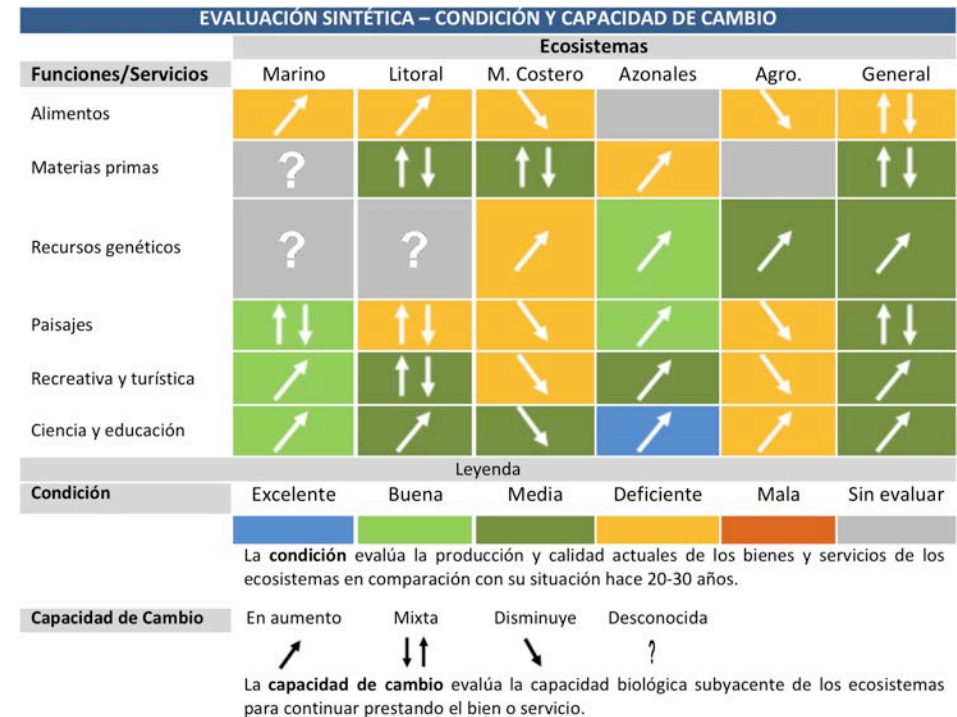 EVALUACIÓN SINTÉTICA – CONDICIÓN Y CAPACIDAD DE CAMBIO
Ecosistemas
Funciones/Servicios Marino Litoral M. Costero Azonales Agro. General
Alimentos
Materias primas ?
Recursos genéticos ? ?
Paisajes
Recreativa y turística
Ciencia y educación
Leyenda
Condición Excelente Buena Media Deficiente Mala Sin evaluar
La condición evalúa la producción y calidad actuales de los bienes y servicios de los
ecosistemas en comparación con su situación hace 20-30 años.
Capacidad de Cambio En aumento Mixta Disminuye Desconocida
?
La capacidad de cambio evalúa la capacidad biológica subyacente de los ecosistemas
para continuar prestando el bien o servicio.